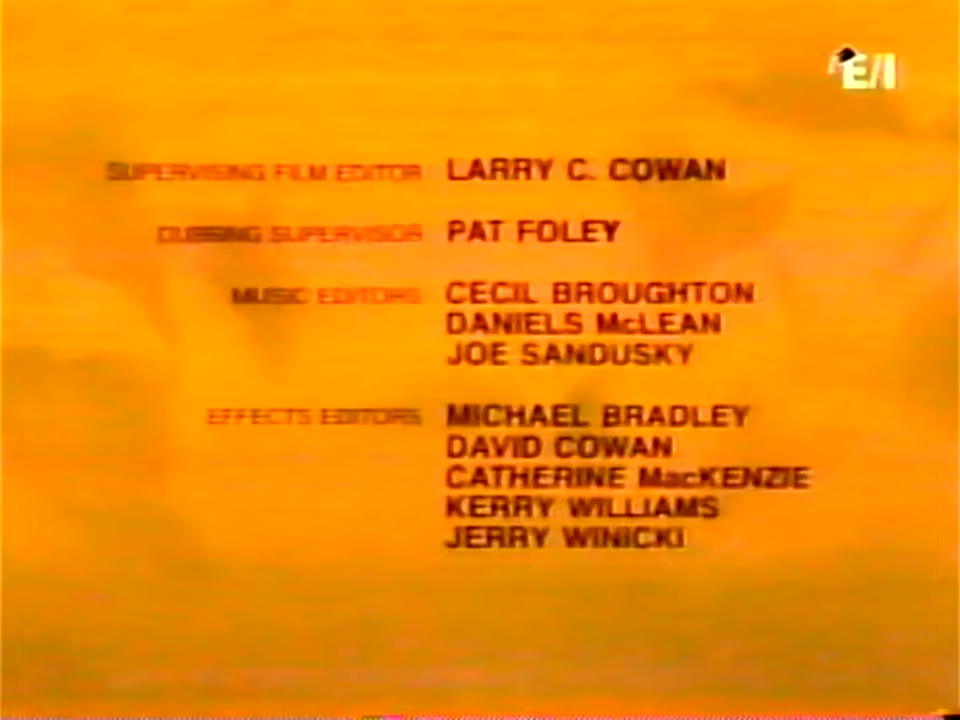 E/I
SUPERVISING FILM EDITOR LARRY C. COWAN
DUBBING SUPERVISOR PAT FOLEY
MUSIC EDITORS CECIL BROUGHTON
DANIELS McLEAN
JOE SANDUSKY
EFFECTS EDITORS MICHAEL BRADLEY
DAVID COWAN
CATHERINE MacKENZIE
KERRY WILLIAMS
JERRY WINICKI